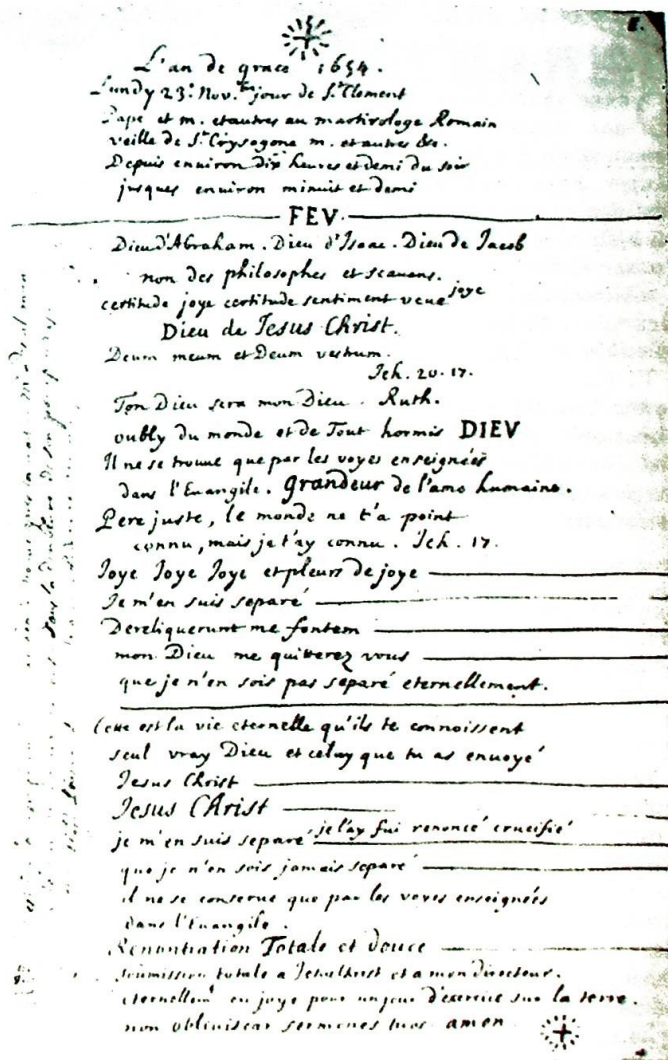 L'an de grace 1654.
Lundy 23e Nov.bre jour de St Clement
Pape et m. et autres au martirologe Romain
veille de St Crysogone m. et autres &c.
Depuis environ dix heures et demi du soir
jusques environ minuit et demi
FEV.
Dieu d'Abraham. Dieu d'Isaac. Dieu de Jacob
non des philosophes et scavans.
certitude joye certitude sentiment veue joye
Dieu de Jesus Christ.
Deum meum et Deum vestrum.
Jeh. 20. 17.
Ton Dieu sera mon Dieu. Ruth.
oubly du monde et de Tout hormis DIEV
Il ne se trouve que par les voyes enseignées
dans l'Euangile. Grandeur de l'ame humaine.
Pere juste, le monde ne t'a point
connu, mais je t'ay connu. Jeh. 17.
Joye Joye Joye et pleurs de joye
Je m'en suis separé
Dereliquerunt me fontem
mon Dieu me quitterez vous
que je n'en sois pas separé eternellement.
Cette est la vie eternelle qu'ils te connoissent
seul vray Dieu et celuy que tu as envoyé
Jesus Christ
Jesus Christ
je m'en suis separé je l'ay fui renoncé crucifié
que je n'en sois jamais separé
il ne se conserve que par les voyes enseignées
dans l'Euangile.
Renontiation Totale et douce
soumission totale a Jesus Christ et a mon directeur.
eternellemt en joye pour un jour d'exercice sur la terre.
non obliviscar sermones tuos. amen